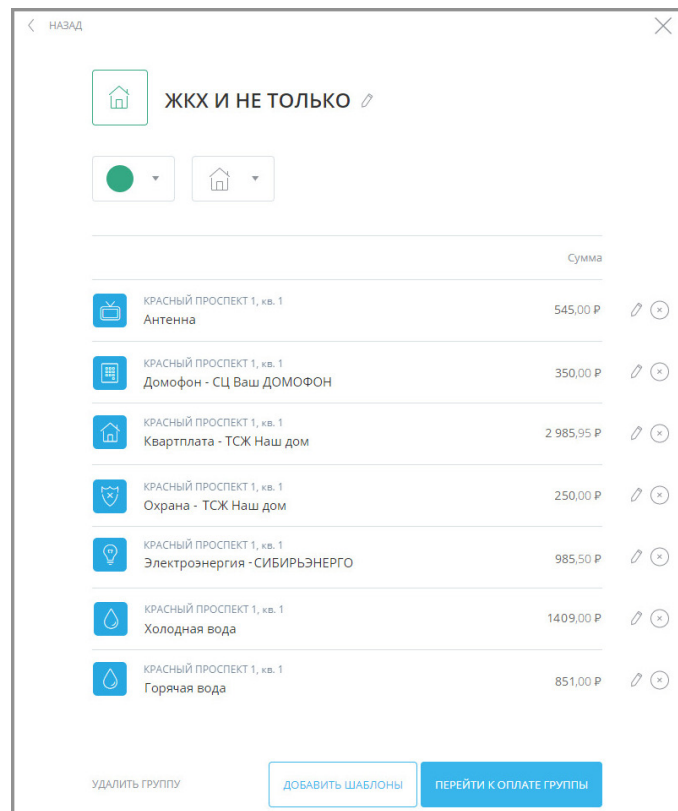 НАЗАД
ЖКХ И НЕ ТОЛЬКО
Сумма
КРАСНЫЙ ПРОСПЕКТ 1, кв. 1
Антенна
545,00 ₽
КРАСНЫЙ ПРОСПЕКТ 1, кв. 1
Домофон - СЦ Ваш ДОМОФОН
350,00 ₽
КРАСНЫЙ ПРОСПЕКТ 1, кв. 1
Квартплата - ТСЖ Наш дом
2 985,95 ₽
КРАСНЫЙ ПРОСПЕКТ 1, кв. 1
Охрана - ТСЖ Наш дом
250,00 ₽
КРАСНЫЙ ПРОСПЕКТ 1, кв. 1
Электроэнергия - СИБИРЬЭНЕРГО
985,50 ₽
КРАСНЫЙ ПРОСПЕКТ 1, кв. 1
Холодная вода
1409,00 ₽
КРАСНЫЙ ПРОСПЕКТ 1, кв. 1
Горячая вода
851,00 ₽
УДАЛИТЬ ГРУППУ
ДОБАВИТЬ ШАБЛОНЫ
ПЕРЕЙТИ К ОПЛАТЕ ГРУППЫ